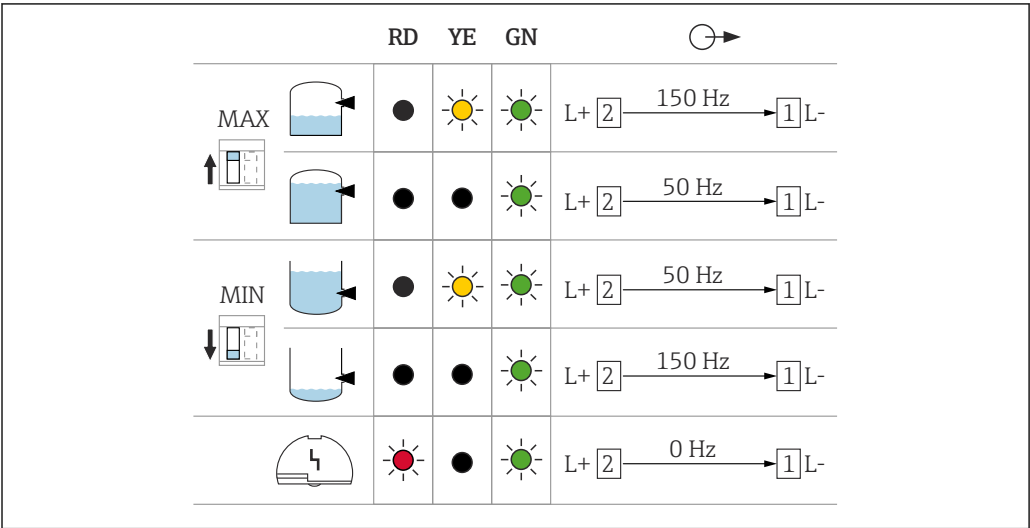 RD YE GN
MAX
L+ 2 150 Hz 1 L-
L+ 2 50 Hz 1 L-
MIN
L+ 2 50 Hz 1 L-
L+ 2 150 Hz 1 L-
L+ 2 0 Hz 1 L-